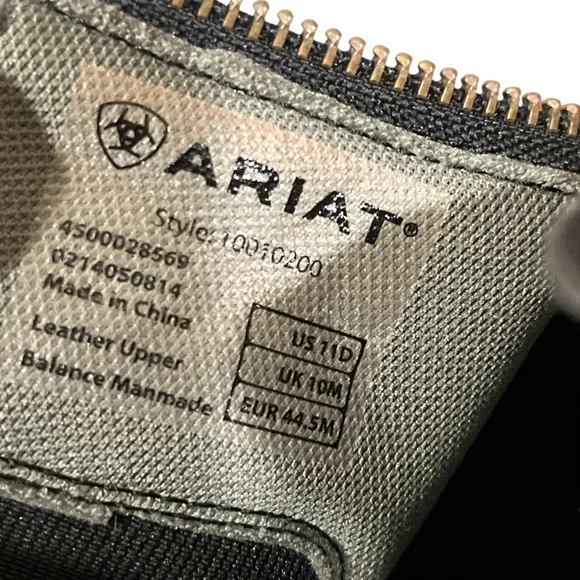 ARIAT®
Style: 10010200
4500028569
0214050814
Made in China
Leather Upper
Balance Manmade
US 11D
UK 10M
EUR 44.5M